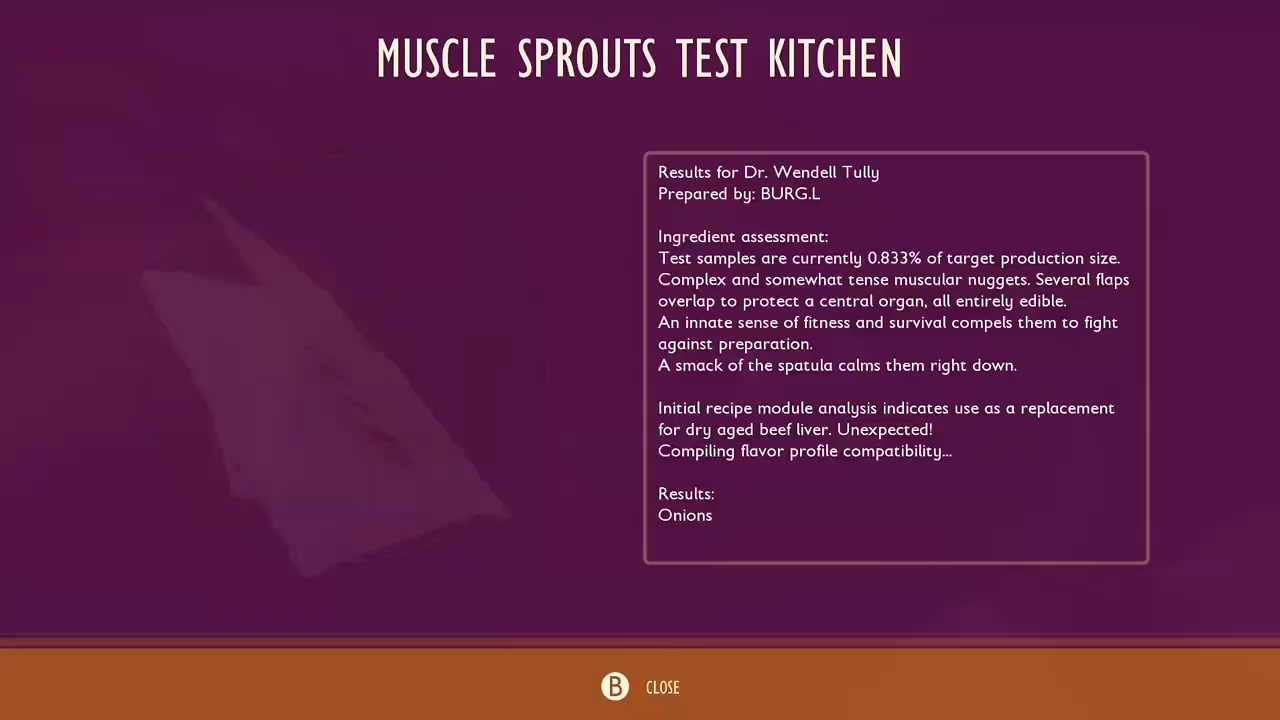 MUSCLE SPROUTS TEST KITCHEN
Results for Dr. Wendell Tully
Prepared by: BURG.L
Ingredient assessment:
Test samples are currently 0.833% of target production size.
Complex and somewhat tense muscular nuggets. Several flaps
overlap to protect a central organ, all entirely edible.
An innate sense of fitness and survival compels them to fight
against preparation.
A smack of the spatula calms them right down.
Initial recipe module analysis indicates use as a replacement
for dry aged beef liver. Unexpected!
Compiling flavor profile compatibility...
Results:
Onions
B CLOSE